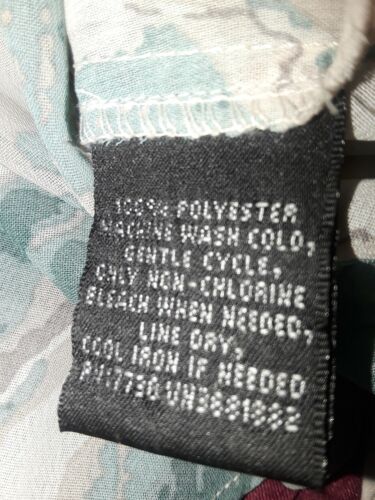 100% POLYESTER
MACHINE WASH COLD,
GENTLE CYCLE,
ONLY NON-CHLORINE
BLEACH WHEN NEEDED,
LINE DRY,
COOL IRON IF NEEDED